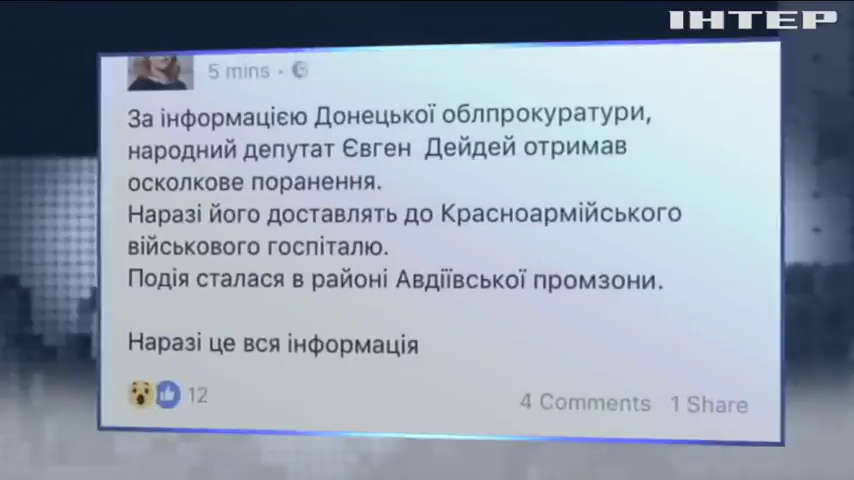 ІНТЕР
5 mins ·
За інформацією Донецької облпрокуратури,
народний депутат Євген Дейдей отримав
осколкове поранення.
Наразі його доставлять до Красноармійського
військового госпіталю.
Подія сталася в районі Авдіївської промзони.
Наразі це вся інформація
12
4 Comments 1 Share